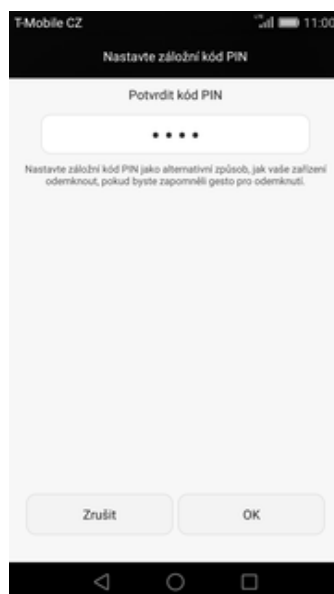 T-Mobile CZ 11:00
Nastavte záložní kód PIN
Potvrdit kód PIN
••••
Nastavte záložní kód PIN jako alternativní způsob, jak vaše zařízení
odemknout, pokud byste zapomněli gesto pro odemknutí.
Zrušit OK